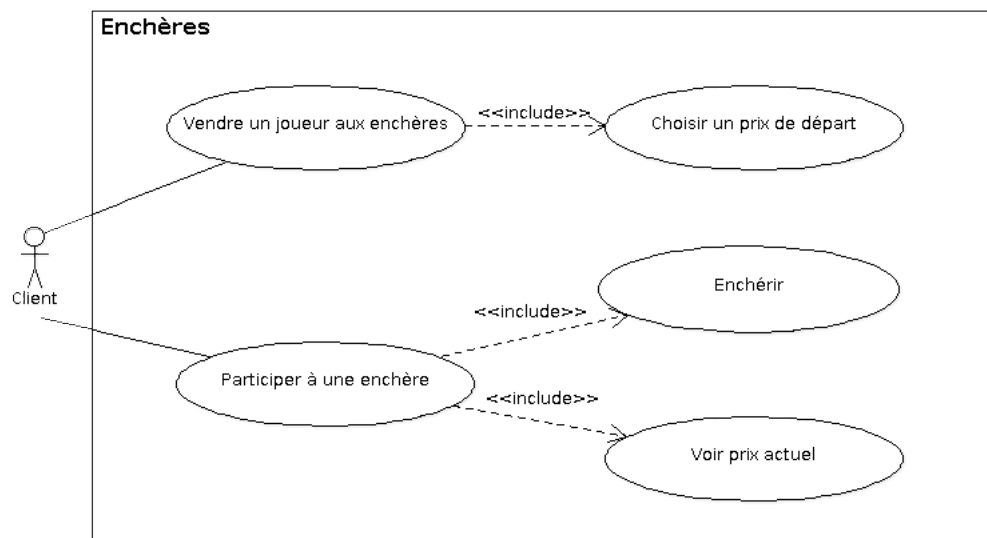 Enchères
Vendre un joueur aux enchères
<<include>>
Choisir un prix de départ
Client
Enchérir
<<include>>
Participer à une enchère
<<include>>
Voir prix actuel